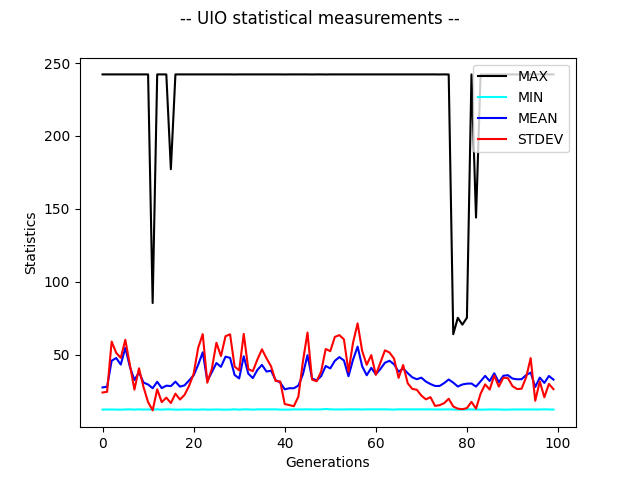 -- UIO statistical measurements --
250
200
150
100
50
Statistics
MAX
MIN
MEAN
STDEV
0
20
40
60
80
100
Generations